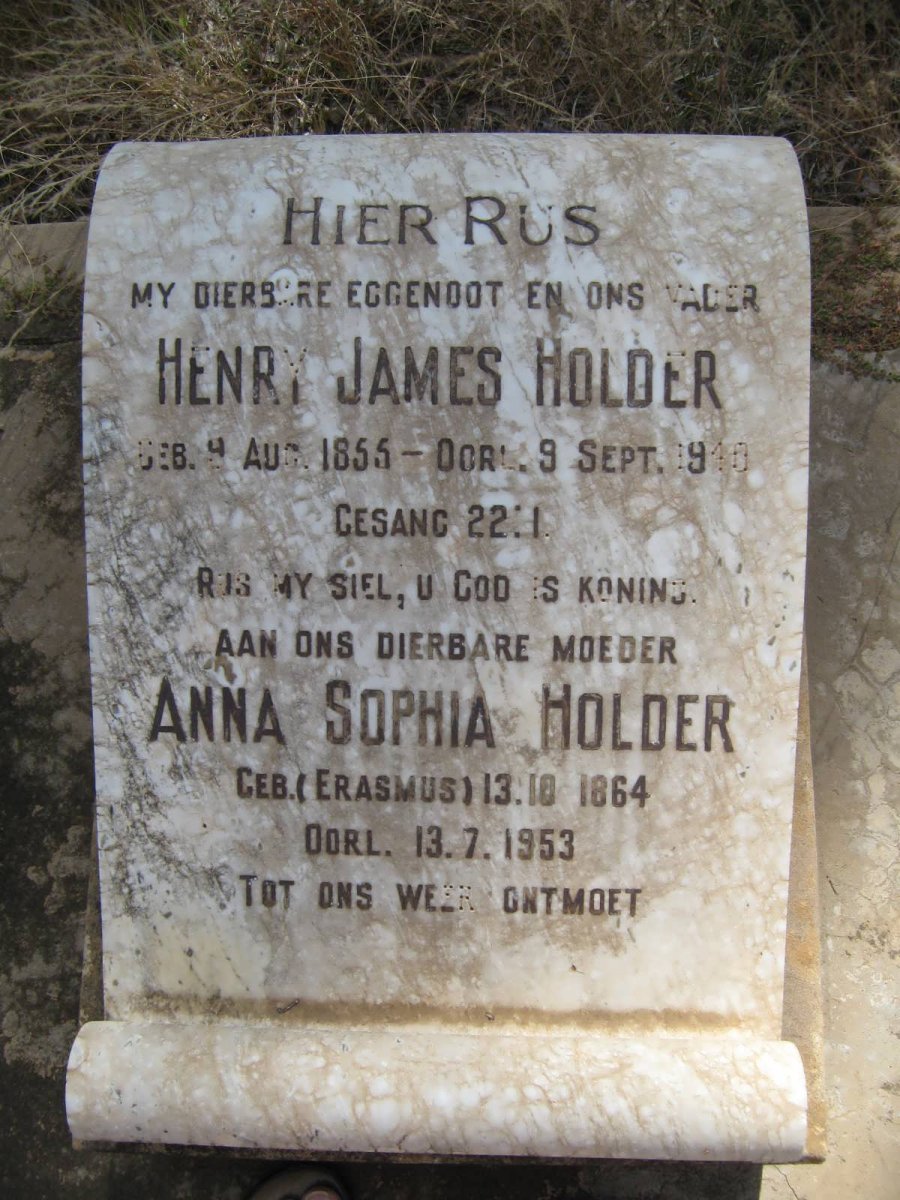 HIER RUS
MY DIERBARE EGGENOOT EN ONS VADER
HENRY JAMES HOLDER
GEB. 9 AUG. 1855 – OORL. 9 SEPT. 1940
GESANG 22:1.
RUS MY SIEL, U GOD IS KONING.
AAN ONS DIERBARE MOEDER
ANNA SOPHIA HOLDER
GEB. (ERASMUS) 13.10 1864
OORL. 13.7.1953
TOT ONS WEER ONTMOET